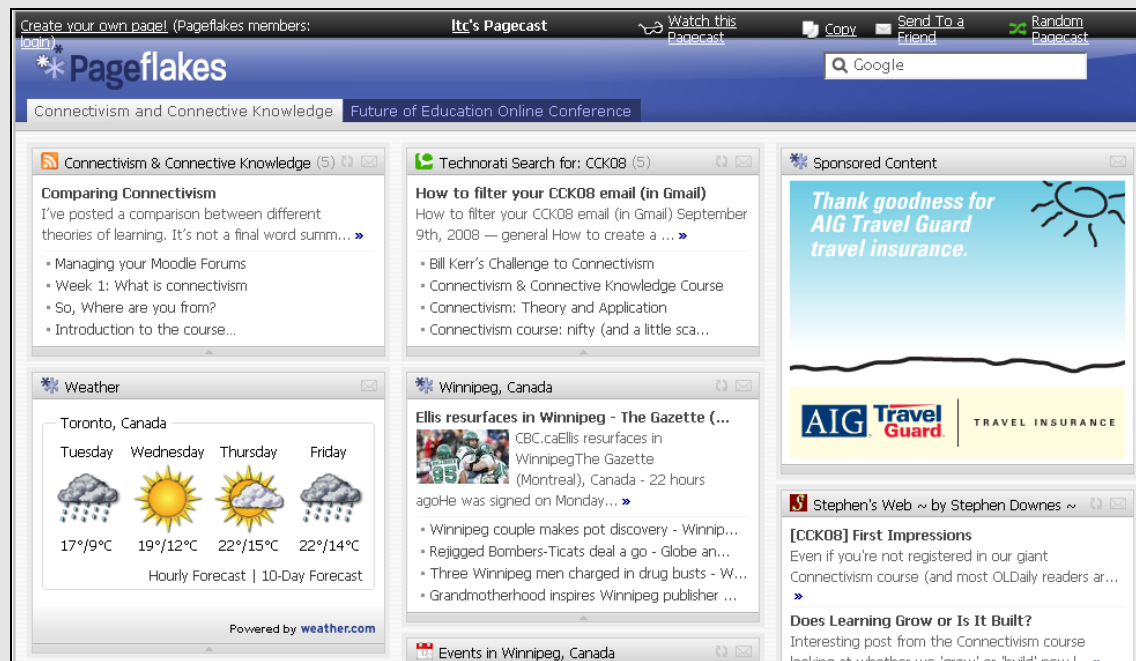 Create your own page! (Pageflakes members:
login)
ltc's Pagecast
Watch this
Pagecast
Copy
Send To a
Friend
Random
Pagecast
Pageflakes
Google
Connectivism and Connective Knowledge
Future of Education Online Conference
Connectivism & Connective Knowledge (5)
Comparing Connectivism
I've posted a comparison between different
theories of learning. It's not a final word summ... »
Managing your Moodle Forums
Week 1: What is connectivism
So, Where are you from?
Introduction to the course...
Technorati Search for: CCK08 (5)
How to filter your CCK08 email (in Gmail)
How to filter your CCK08 email (in Gmail) September
9th, 2008 — general How to create a ... »
Bill Kerr's Challenge to Connectivism
Connectivism & Connective Knowledge Course
Connectivism: Theory and Application
Connectivism course: nifty (and a little sca...
Sponsored Content
Thank goodness for
AIG Travel Guard
travel insurance.
AIG Travel Guard TRAVEL INSURANCE
Weather
Toronto, Canada
Tuesday Wednesday Thursday Friday
17°/9°C 19°/12°C 22°/15°C 22°/14°C
Hourly Forecast | 10-Day Forecast
Powered by weather.com
Winnipeg, Canada
Ellis resurfaces in Winnipeg - The Gazette (...
CBC.caEllis resurfaces in
WinnipegThe Gazette
(Montreal), Canada - 22 hours
agoHe was signed on Monday... »
Winnipeg couple makes pot discovery - Winnip...
Rejigged Bombers-Ticats deal a go - Globe an...
Three Winnipeg men charged in drug busts - W...
Grandmotherhood inspires Winnipeg publisher ...
Events in Winnipeg, Canada
Stephen's Web ~ by Stephen Downes ~
[CCK08] First Impressions
Even if you're not registered in our giant
Connectivism course (and most OLDaily readers ar...
»
Does Learning Grow or Is It Built?
Interesting post from the Connectivism course
looking at whether we 'grow' or 'build'